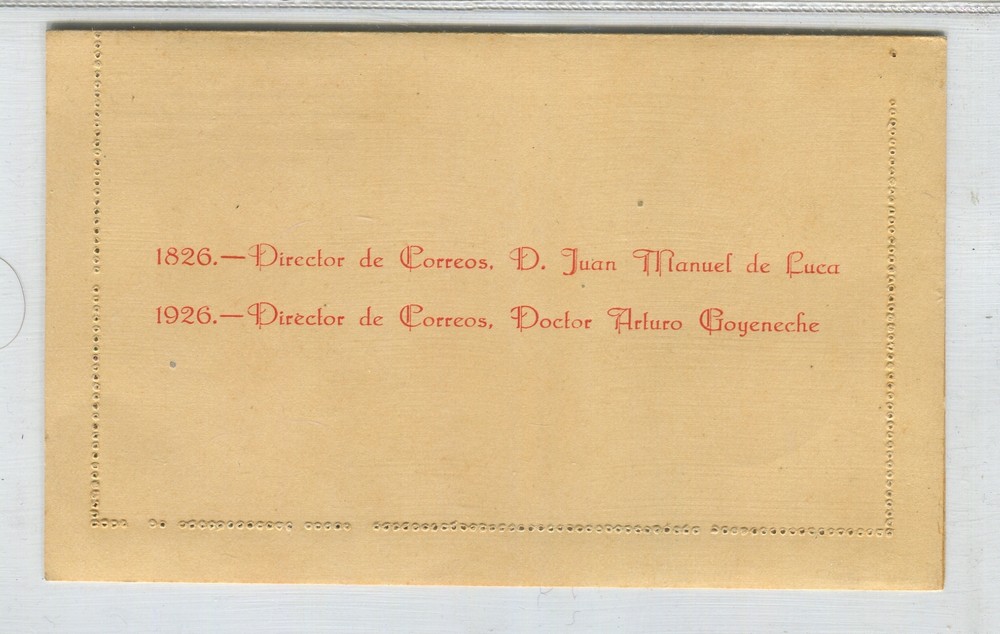 1826.—Director de Correos, D. Juan Manuel de Luca
1926.—Director de Correos, Doctor Arturo Goyeneche